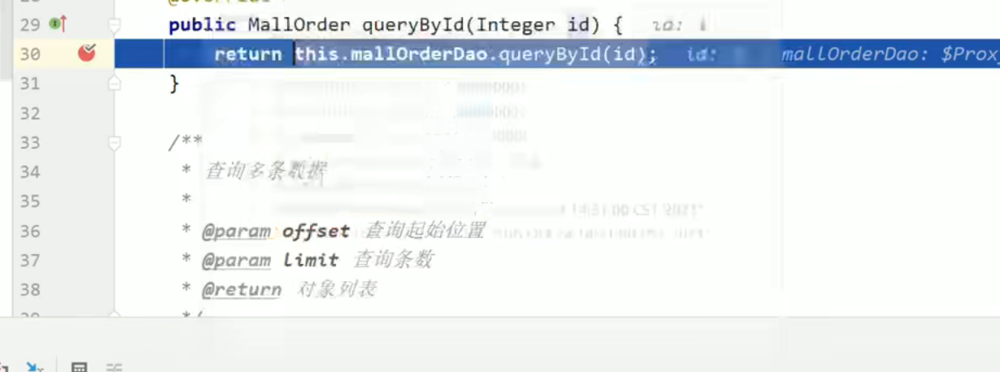 29 public MallOrder queryById(Integer id) { id:
30 return this.mallOrderDao.queryById(id); id: mallOrderDao: $Prox
31 }
32
33 /**
34 * 查询多条数据
35 *
36 * @param offset 查询起始位置
37 * @param limit 查询条数
38 * @return 对象列表